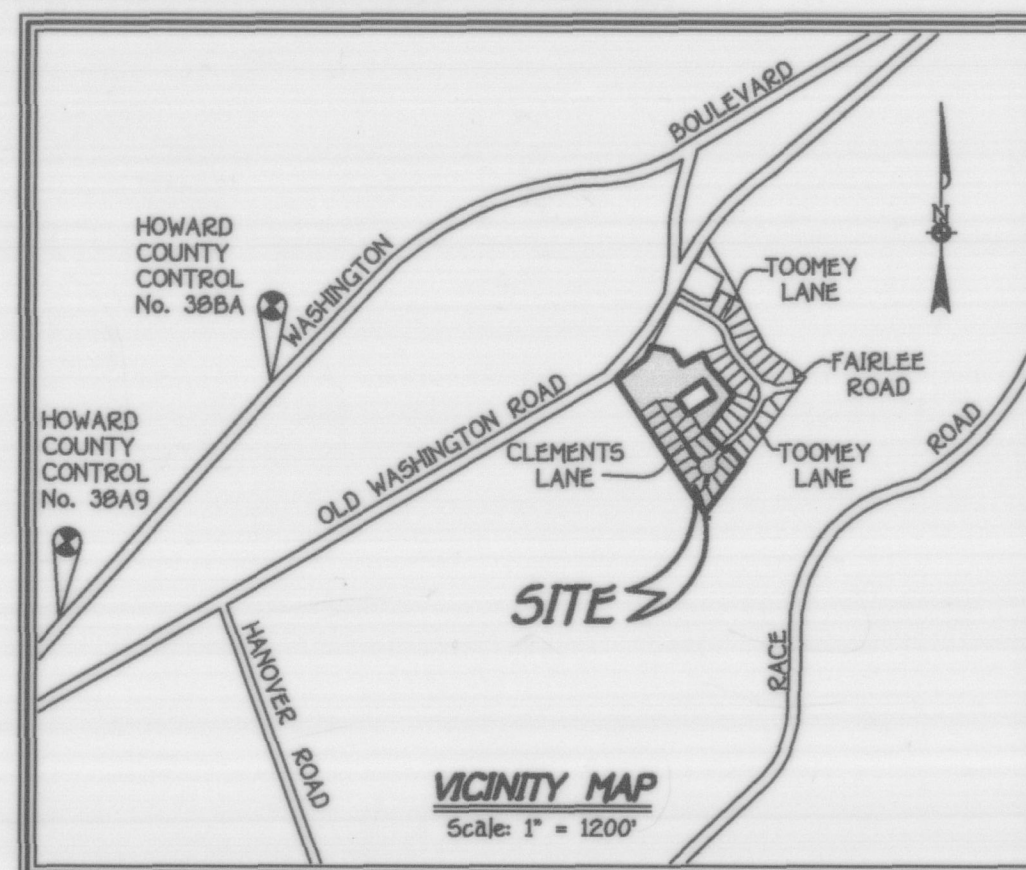 BOULEVARD
WASHINGTON
HOWARD
COUNTY
CONTROL
No. 38BA
N
TOOMEY
LANE
FAIRLEE
ROAD
HOWARD
COUNTY
CONTROL
No. 38A9
OLD WASHINGTON ROAD
CLEMENTS
LANE
TOOMEY
LANE
ROAD
SITE
RACE
HANOVER
ROAD
VICINITY MAP
Scale: 1" = 1200'